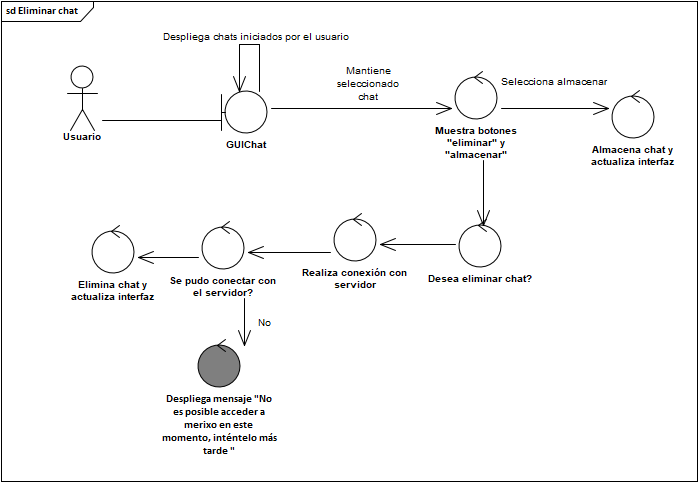 sd Eliminar chat
Despliega chats iniciados por el usuario
Usuario
GUIChat
Mantiene
seleccionado
chat
Muestra botones
"eliminar" y
"almacenar"
Selecciona almacenar
Almacena chat y
actualiza interfaz
Elimina chat y
actualiza interfaz
Se pudo conectar con
el servidor?
Realiza conexión con
servidor
Desea eliminar chat?
No
Despliega mensaje "No
es posible acceder a
merixo en este
momento, inténtelo más
tarde "